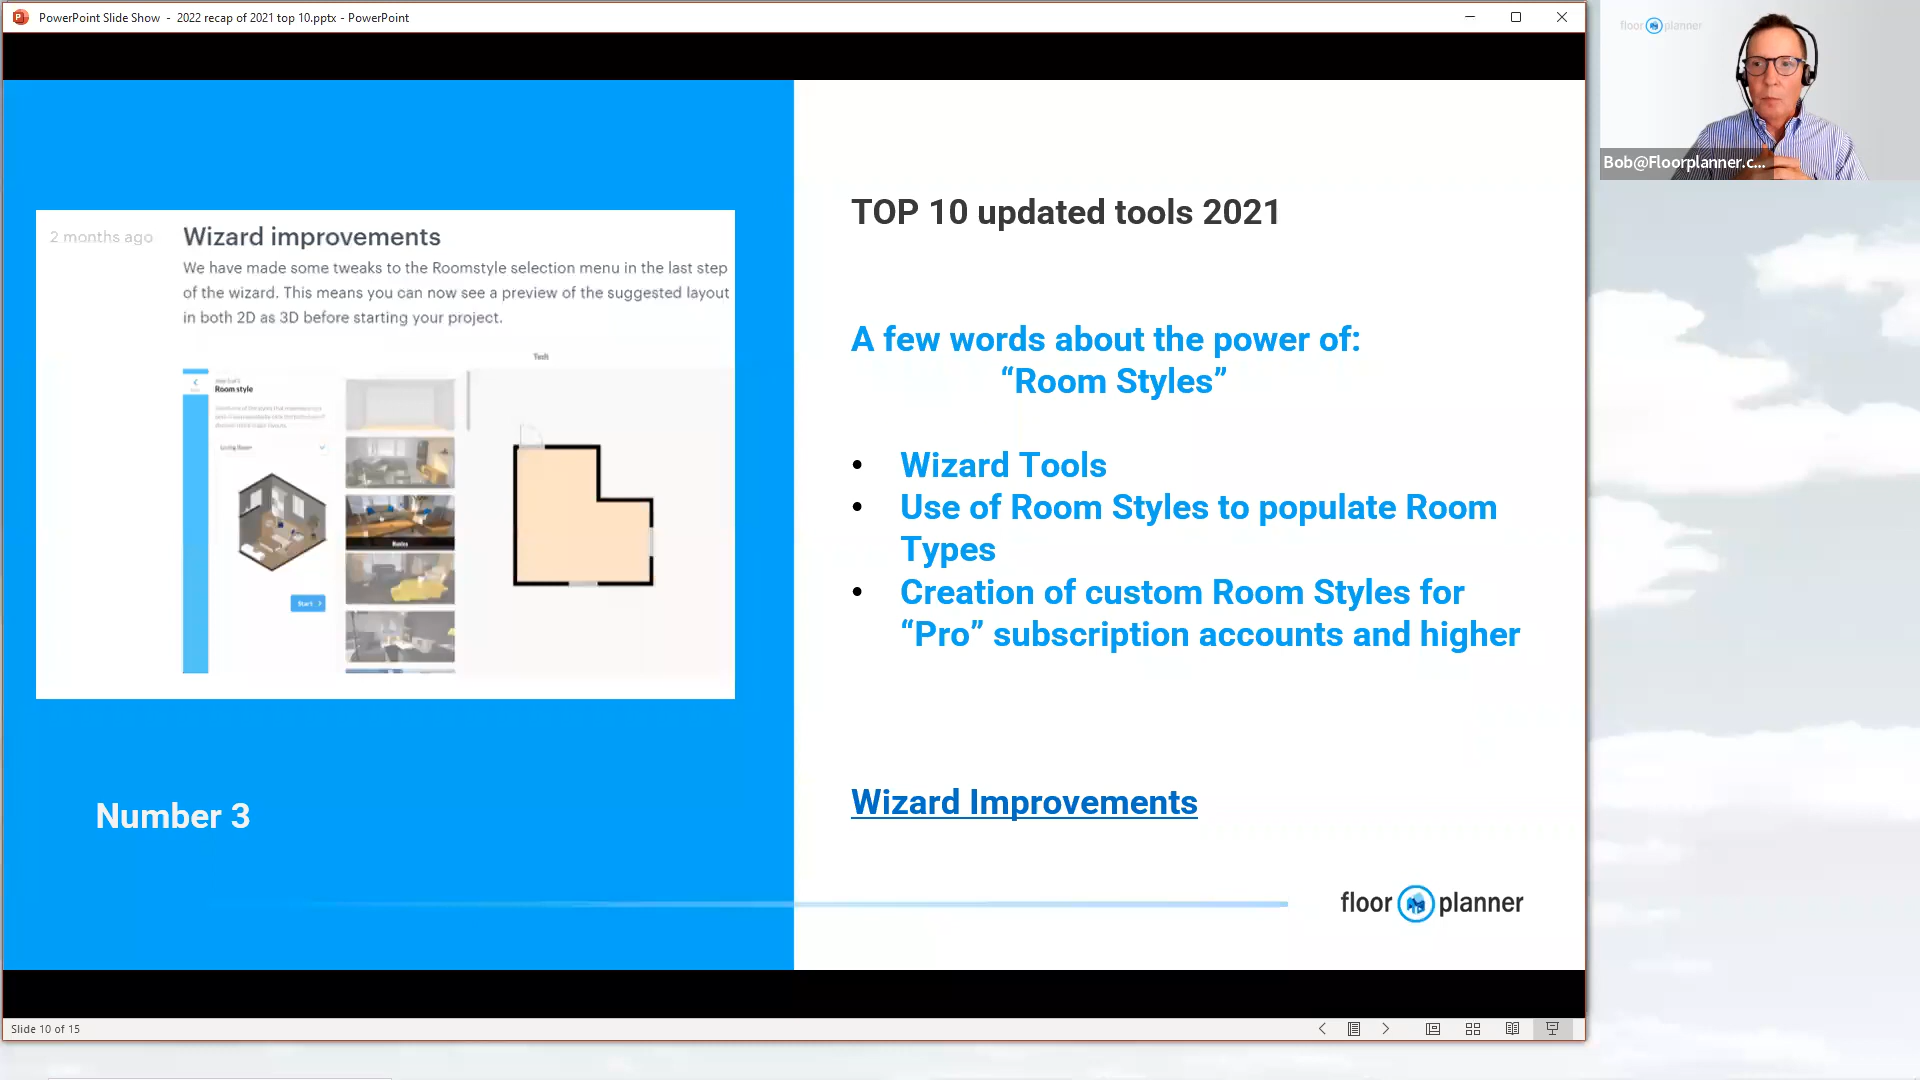 PowerPoint Slide Show - 2022 recap of 2021 top 10.pptx - PowerPoint
floor planner
Bob@Floorplanner.c...
2 months ago
Wizard improvements
We have made some tweaks to the Roomstyle selection menu in the last step
of the wizard. This means you can now see a preview of the suggested layout
in both 2D as 3D before starting your project.
Room style
Living Room
Start
Number 3
TOP 10 updated tools 2021
A few words about the power of:
“Room Styles”
• Wizard Tools
• Use of Room Styles to populate Room
Types
• Creation of custom Room Styles for
“Pro” subscription accounts and higher
Wizard Improvements
floor planner
Slide 10 of 15